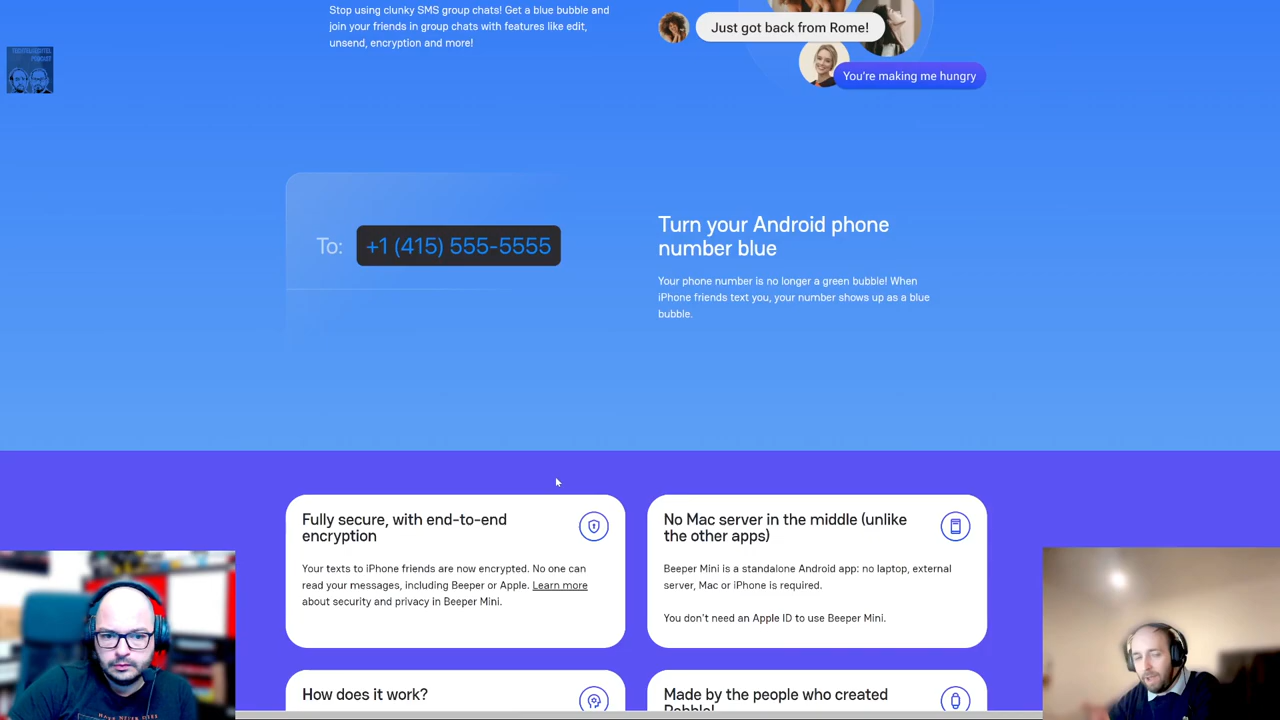 Stop using clunky SMS group chats! Get a blue bubble and
join your friends in group chats with features like edit,
unsend, encryption and more!
Just got back from Rome!
You're making me hungry
PODCAST
To: +1 (415) 555-5555
Turn your Android phone
number blue
Your phone number is no longer a green bubble! When
iPhone friends text you, your number shows up as a blue
bubble.
Fully secure, with end-to-end
encryption
Your texts to iPhone friends are now encrypted. No one can
read your messages, including Beeper or Apple. Learn more
about security and privacy in Beeper Mini.
No Mac server in the middle (unlike
the other apps)
Beeper Mini is a standalone Android app: no laptop, external
server, Mac or iPhone is required.
You don't need an Apple ID to use Beeper Mini.
How does it work?
Made by the people who created
Pebble!